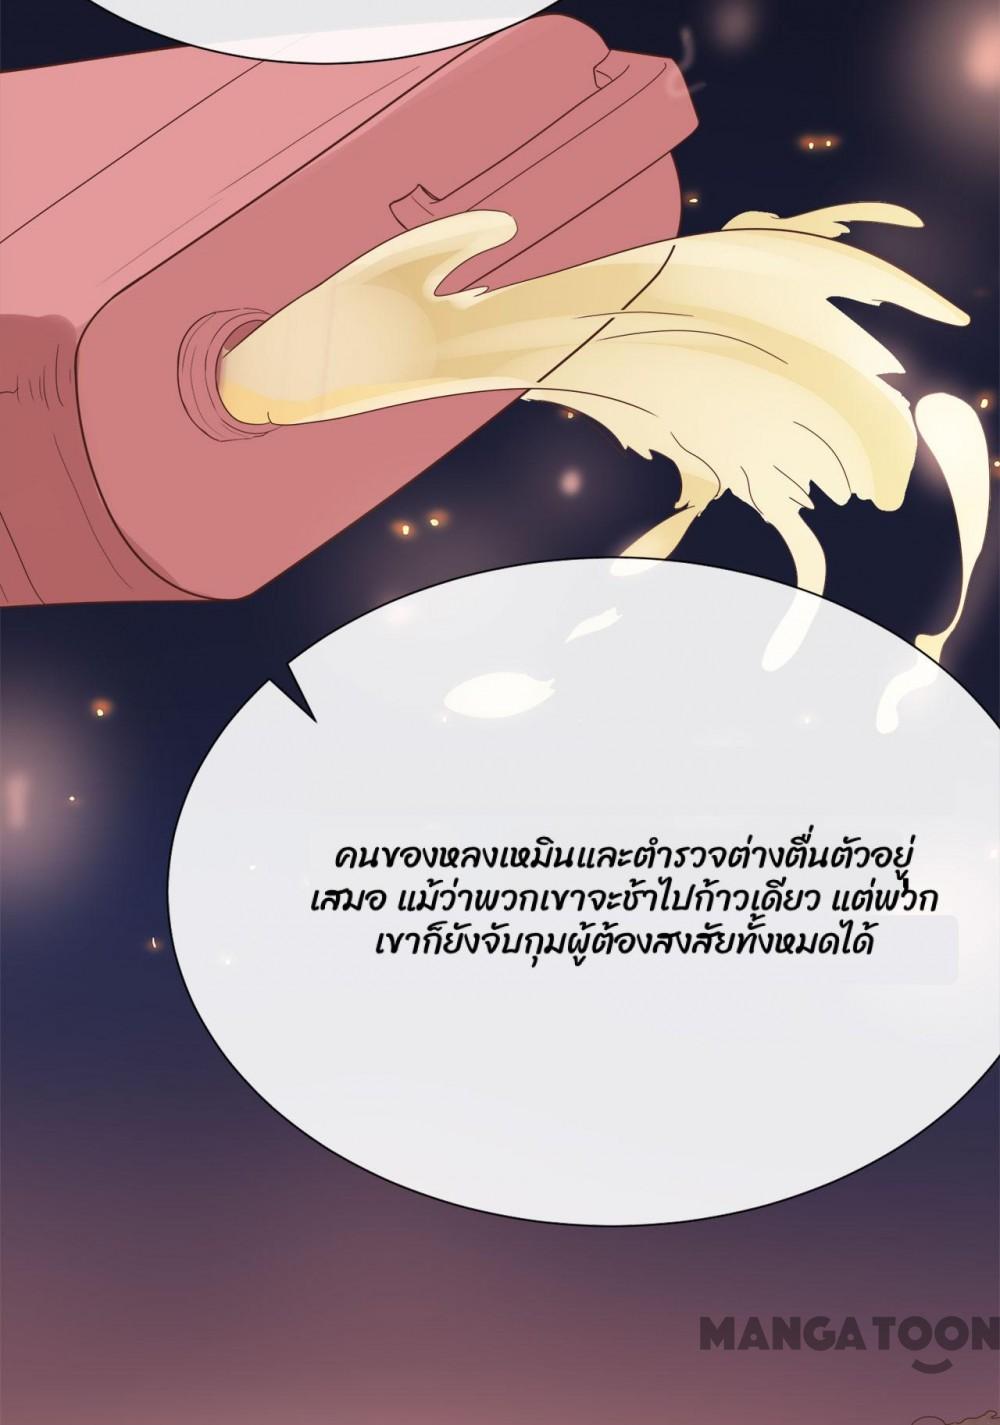 คนของหลงเหมินและตำรวจต่างตื่นตัวอยู่
เสมอ แม้ว่าพวกเขาจะช้าไปก้าวเดียว แต่พวก
เขาก็ยังจับกุมผู้ต้องสงสัยทั้งหมดได้
MANGATOON